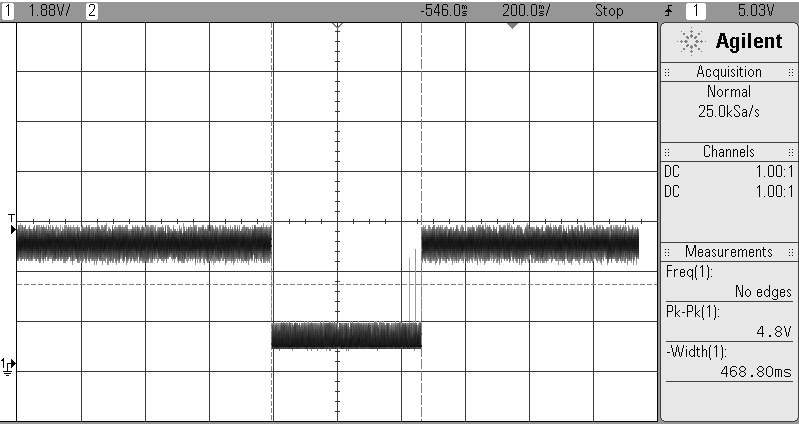 1 1.88V/ 2 -546.0ms 200.0ms/ Stop 1 5.03V
Agilent
Acquisition
Normal
25.0kSa/s
Channels
DC 1.00:1
DC 1.00:1
Measurements
Freq(1):
No edges
Pk-Pk(1):
4.8V
-Width(1):
468.80ms
T
1